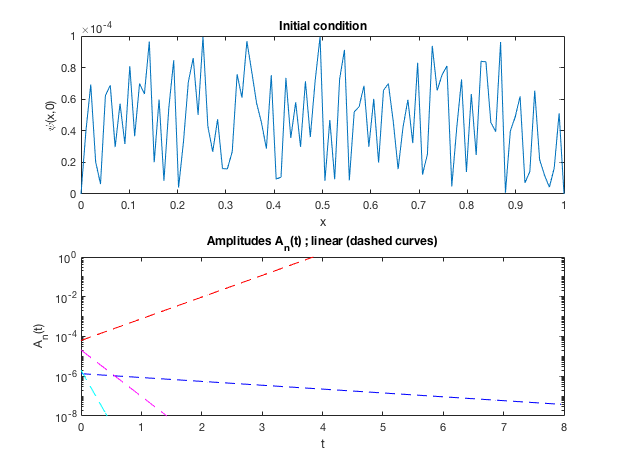 Initial condition
×10⁻⁴
1
0.8
0.6
0.4
0.2
0
ψ(x,0)
0 0.1 0.2 0.3 0.4 0.5 0.6 0.7 0.8 0.9 1
x
Amplitudes Aₙ(t) ; linear (dashed curves)
10⁰
10⁻²
10⁻⁴
10⁻⁶
10⁻⁸
Aₙ(t)
0 1 2 3 4 5 6 7 8
t